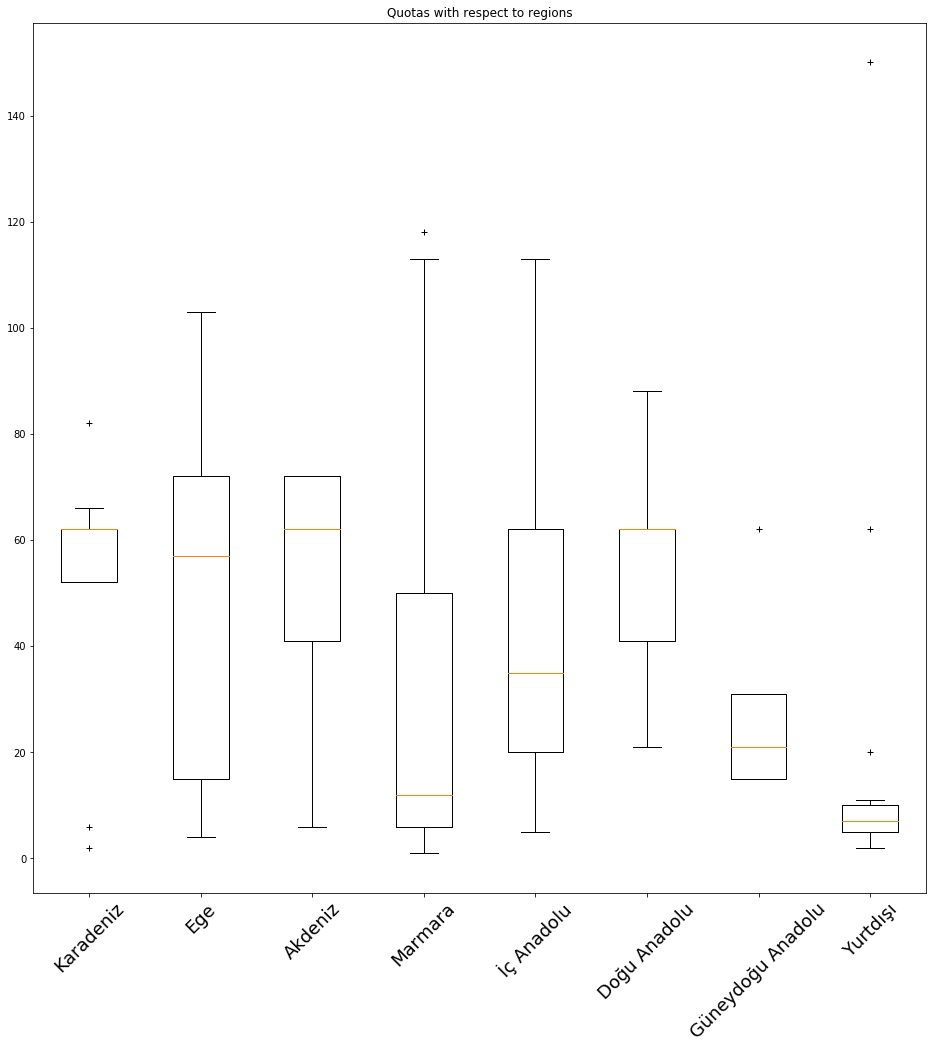 Quotas with respect to regions
140
120
100
80
60
40
20
0
Karadeniz
Ege
Akdeniz
Marmara
İç Anadolu
Doğu Anadolu
Güneydoğu Anadolu
Yurtdışı